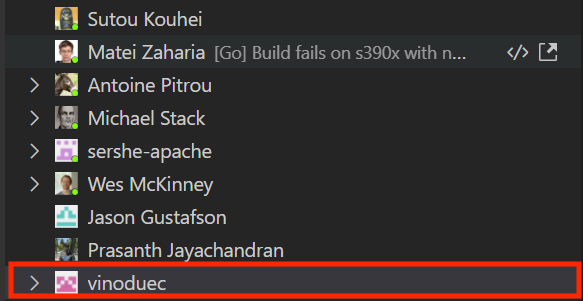 Sutou Kouhei
Matei Zaharia [Go] Build fails on s390x with n...
Antoine Pitrou
Michael Stack
sershe-apache
Wes McKinney
Jason Gustafson
Prasanth Jayachandran
vinoduec